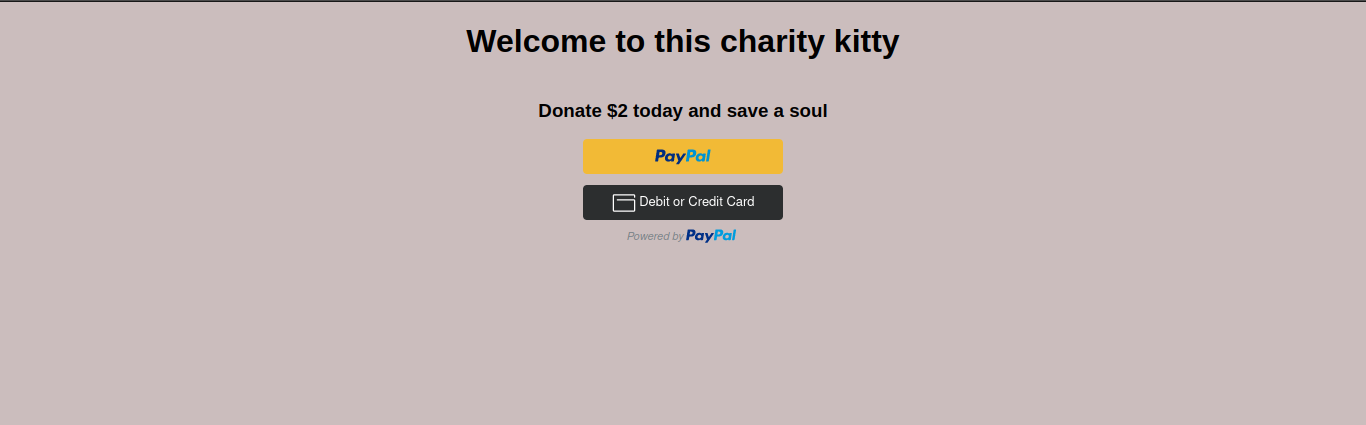 Welcome to this charity kitty
Donate $2 today and save a soul
PayPal
Debit or Credit Card
Powered by PayPal